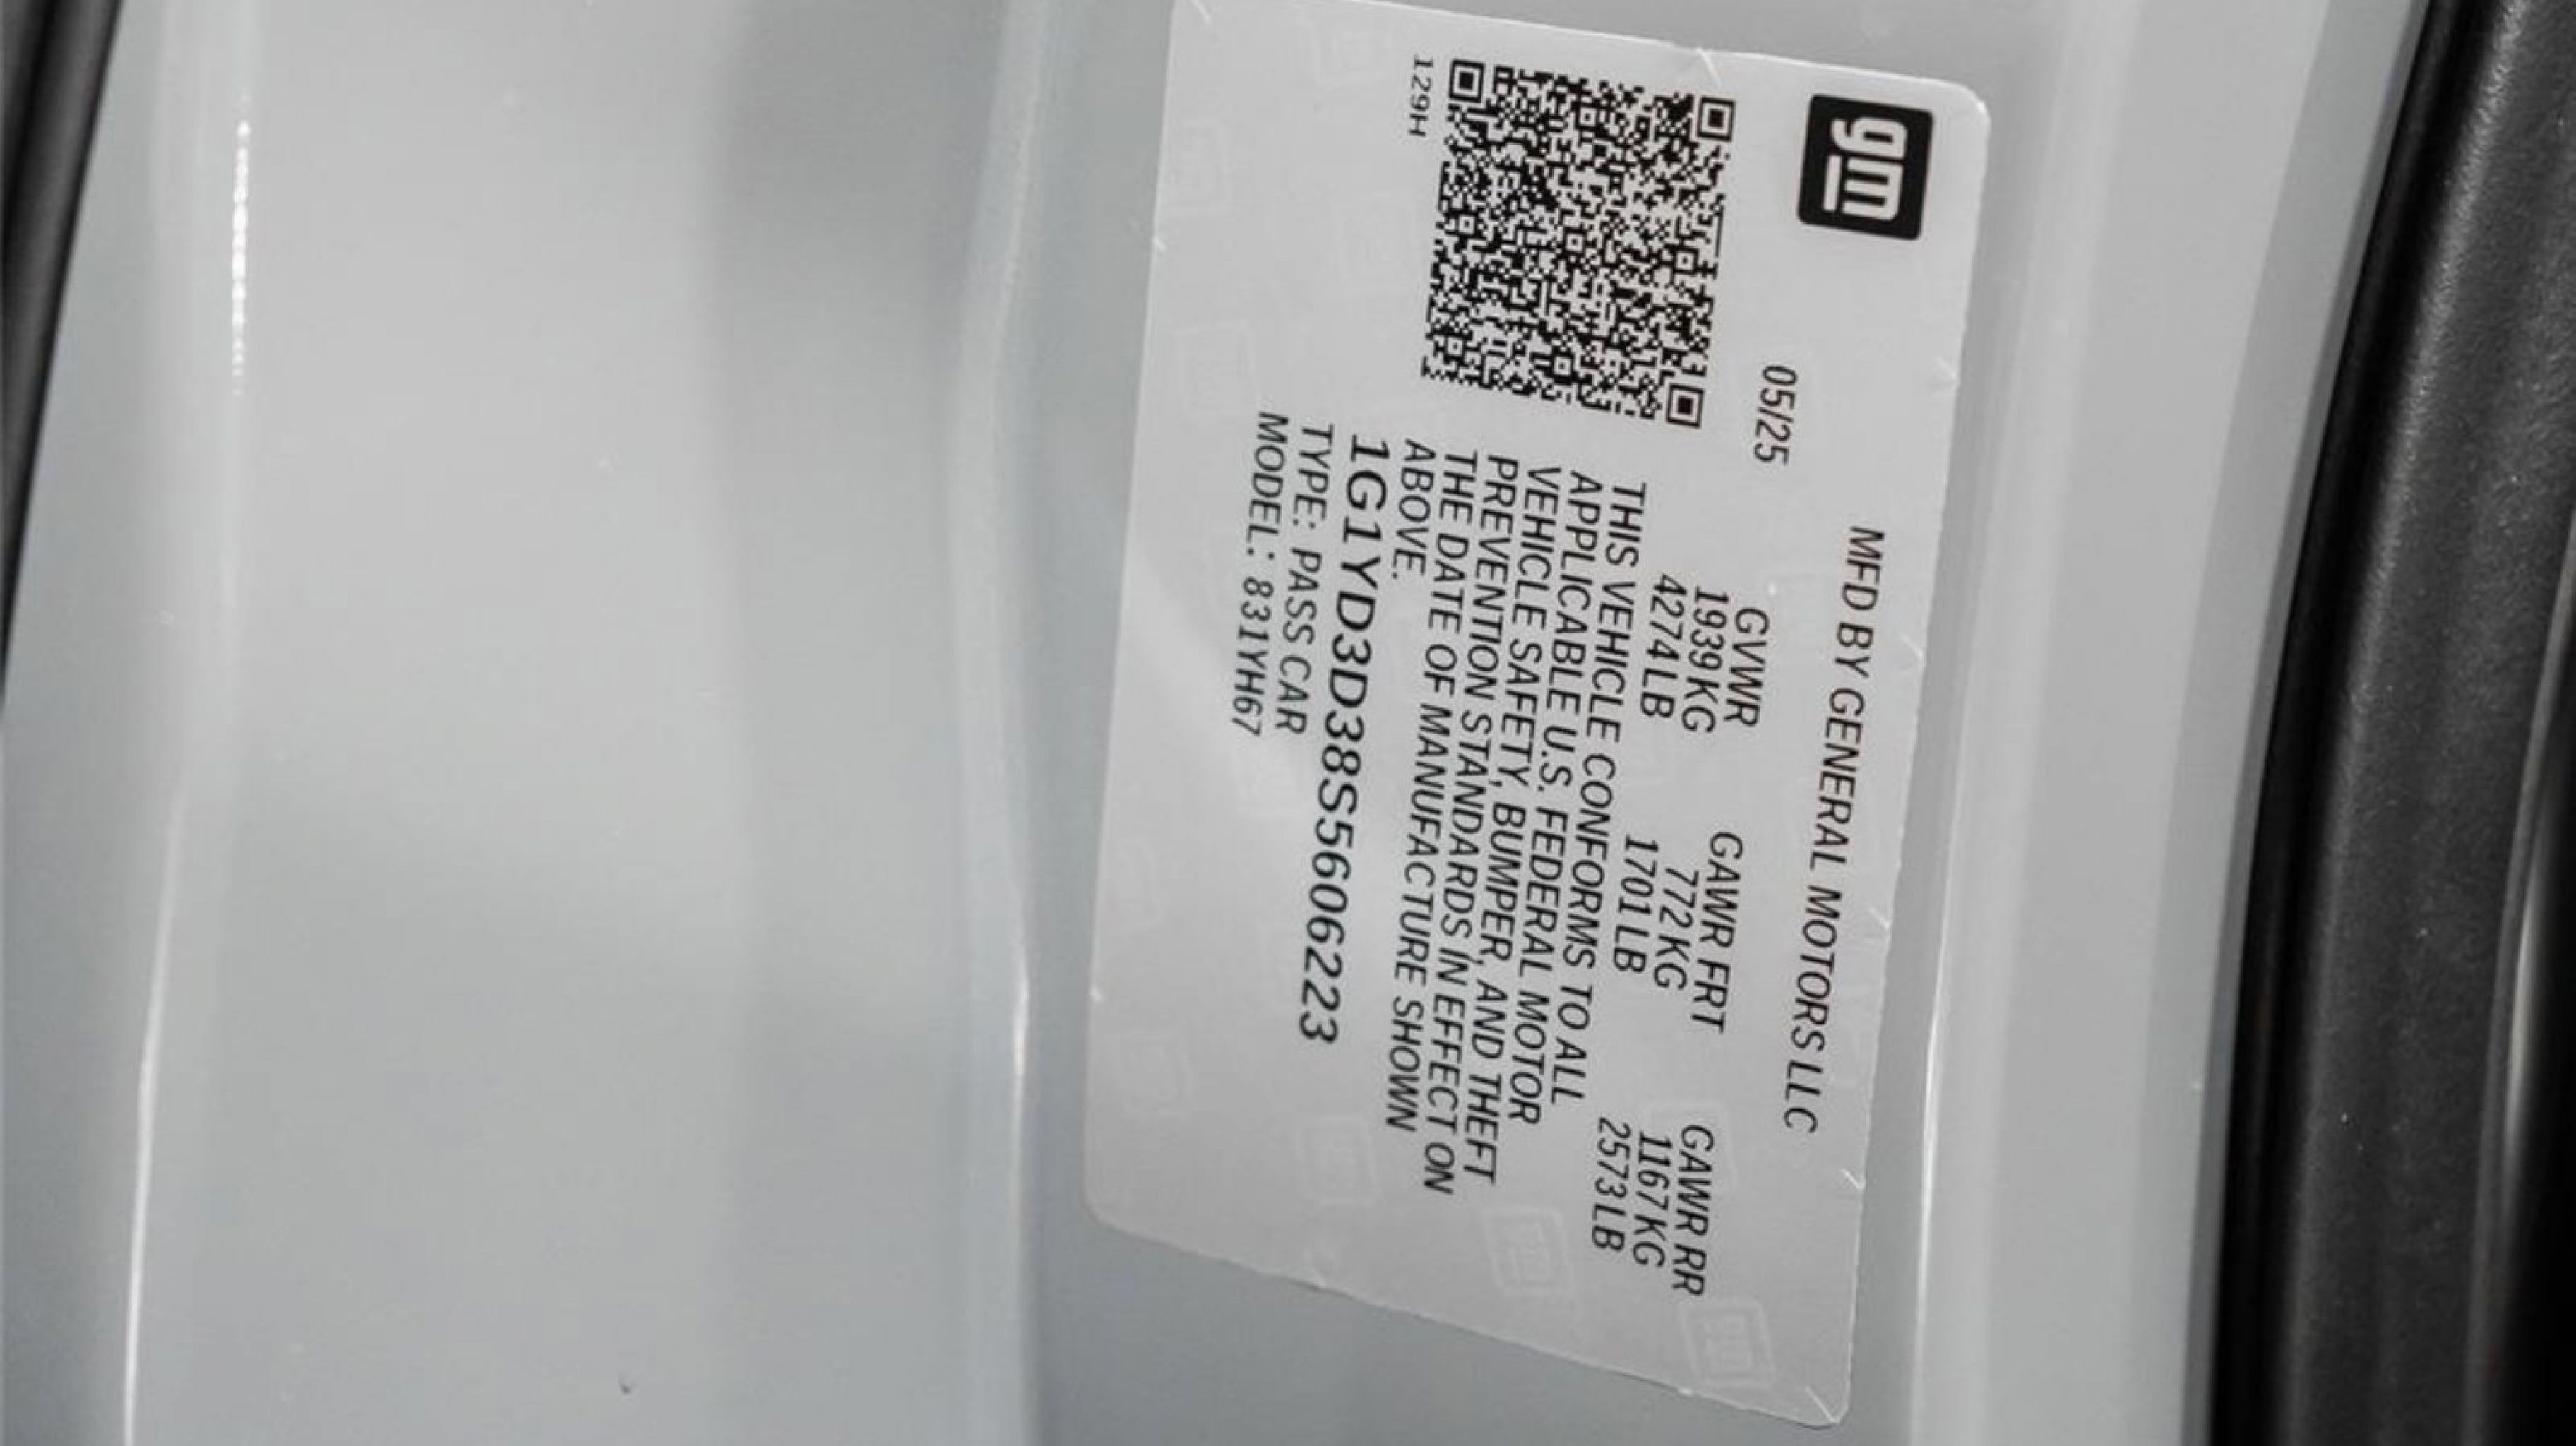 gm
MFD BY GENERAL MOTORS LLC
05/25
GVWR GAWR FRT GAWR RR
1939 KG 772 KG 1167 KG
4274 LB 1701 LB 2573 LB
THIS VEHICLE CONFORMS TO ALL
APPLICABLE U.S. FEDERAL MOTOR
VEHICLE SAFETY, BUMPER, AND THEFT
PREVENTION STANDARDS IN EFFECT ON
THE DATE OF MANUFACTURE SHOWN
ABOVE.
1G1YD3D38S5606223
TYPE: PASS CAR
MODEL: 831YH67
129H